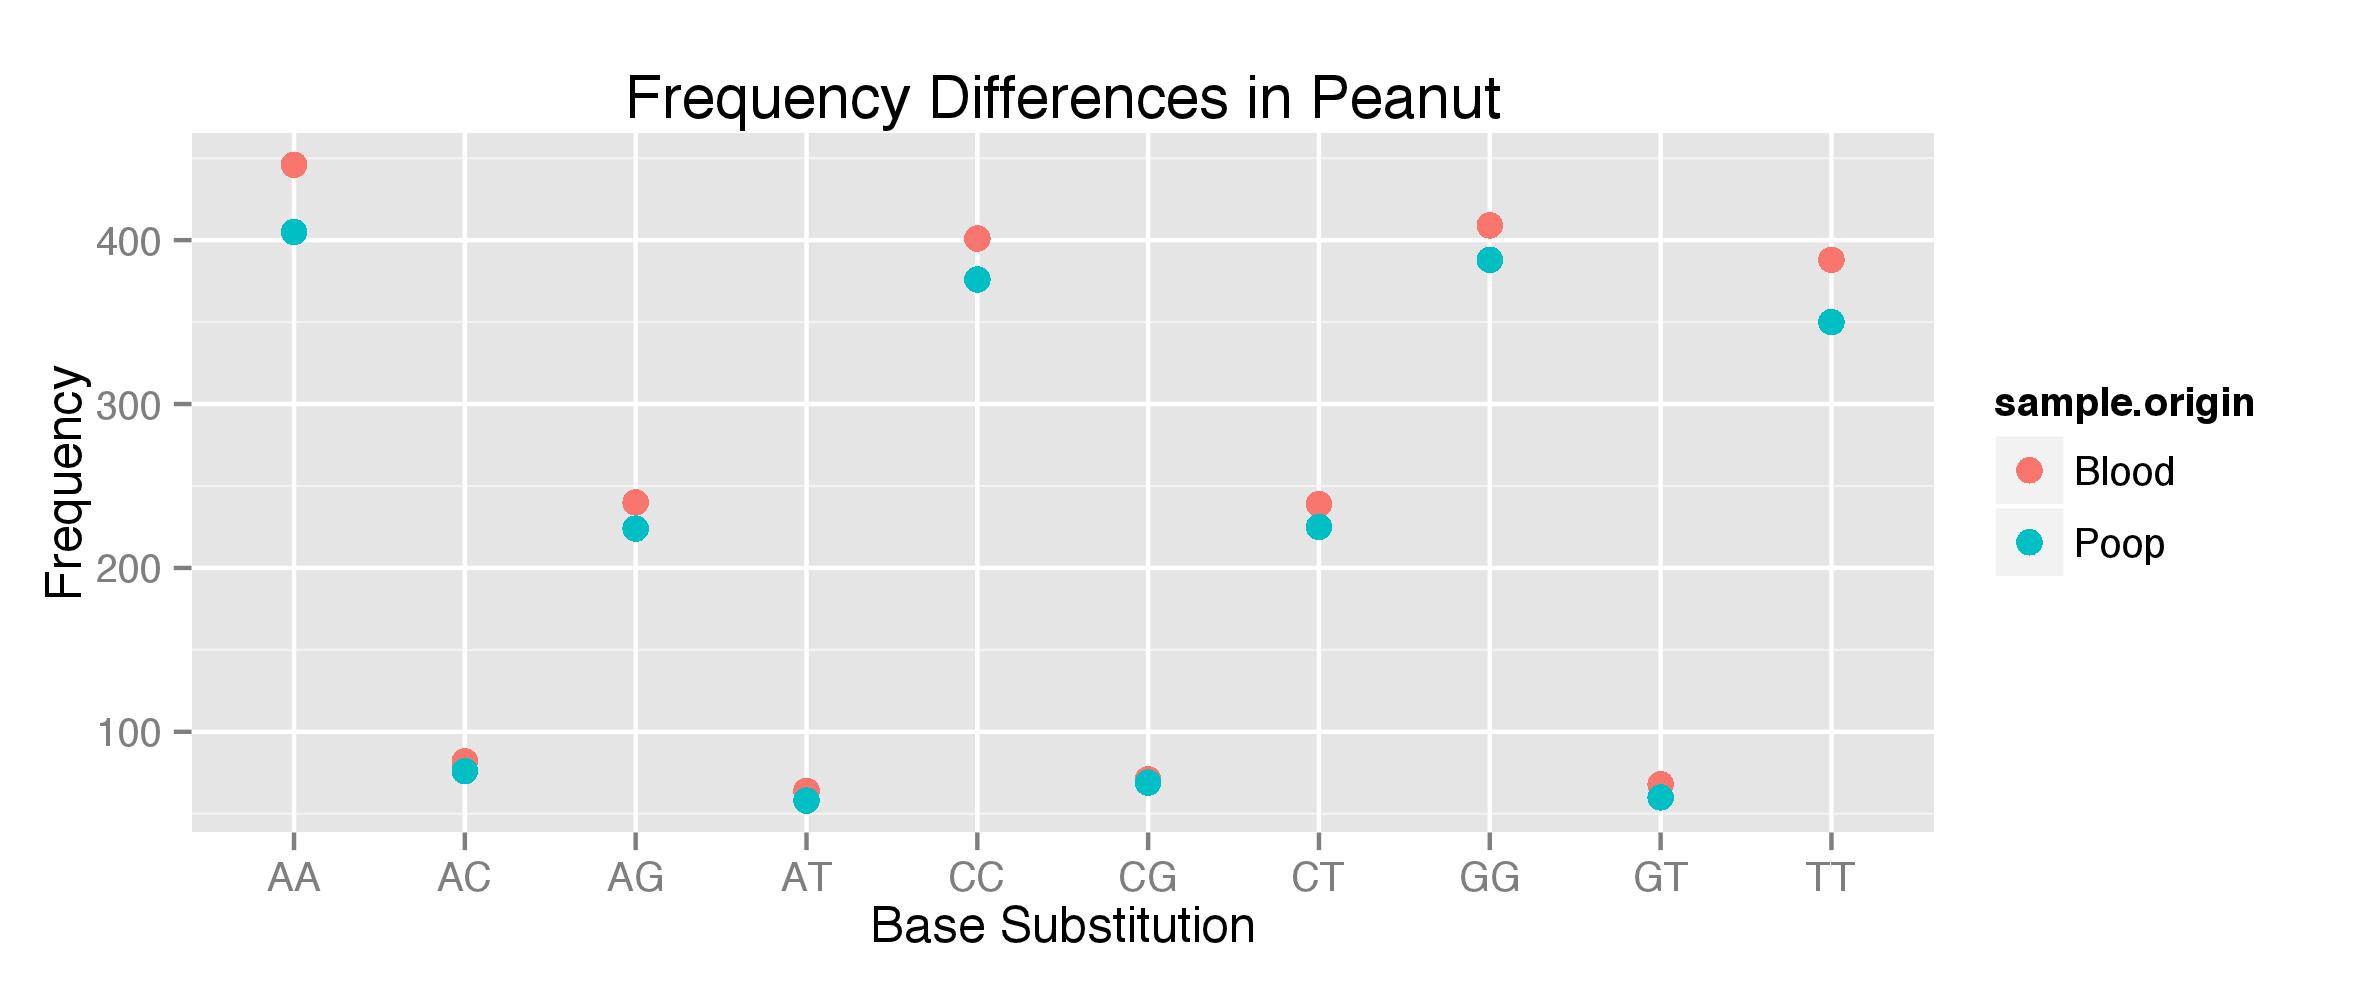 Frequency Differences in Peanut
Frequency
400
300
200
100
AA AC AG AT CC CG CT GG GT TT
Base Substitution
sample.origin
Blood
Poop